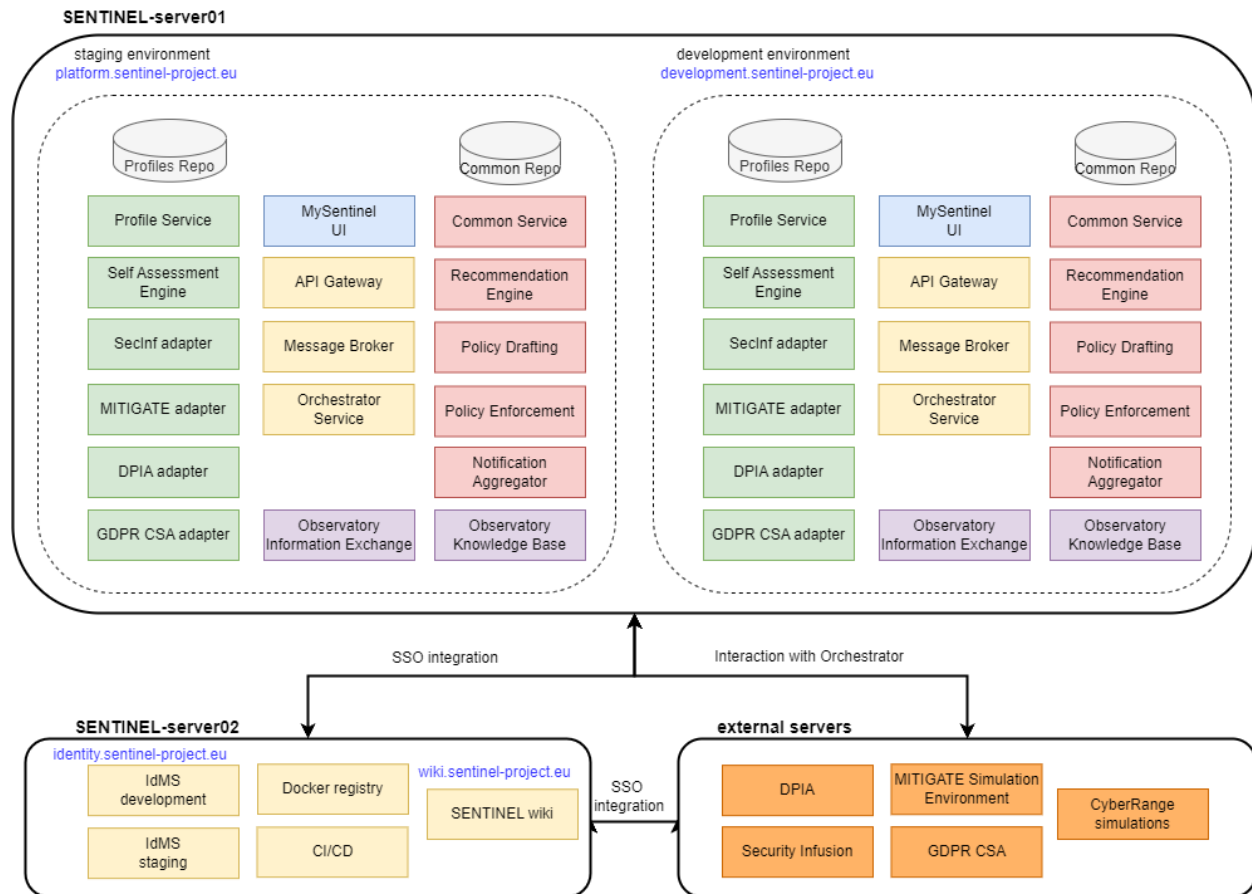 SENTINEL-server01
staging environment
platform.sentinel-project.eu
Profiles Repo
Common Repo
Profile Service
MySentinel
UI
Common Service
Self Assessment
Engine
API Gateway
Recommendation
Engine
SecInf adapter
Message Broker
Policy Drafting
MITIGATE adapter
Orchestrator
Service
Policy Enforcement
DPIA adapter
Notification
Aggregator
GDPR CSA adapter
Observatory
Information Exchange
Observatory
Knowledge Base
development environment
development.sentinel-project.eu
Profiles Repo
Common Repo
Profile Service
MySentinel
UI
Common Service
Self Assessment
Engine
API Gateway
Recommendation
Engine
SecInf adapter
Message Broker
Policy Drafting
MITIGATE adapter
Orchestrator
Service
Policy Enforcement
DPIA adapter
Notification
Aggregator
GDPR CSA adapter
Observatory
Information Exchange
Observatory
Knowledge Base
SSO integration
Interaction with Orchestrator
SENTINEL-server02
identity.sentinel-project.eu
IdMS
development
Docker registry
wiki.sentinel-project.eu
SENTINEL wiki
IdMS
staging
CI/CD
SSO
integration
external servers
DPIA
MITIGATE Simulation
Environment
CyberRange
simulations
Security Infusion
GDPR CSA